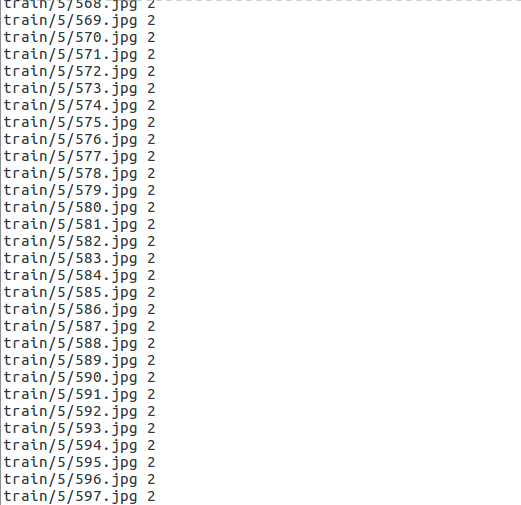 train/5/568.jpg 2
train/5/569.jpg 2
train/5/570.jpg 2
train/5/571.jpg 2
train/5/572.jpg 2
train/5/573.jpg 2
train/5/574.jpg 2
train/5/575.jpg 2
train/5/576.jpg 2
train/5/577.jpg 2
train/5/578.jpg 2
train/5/579.jpg 2
train/5/580.jpg 2
train/5/581.jpg 2
train/5/582.jpg 2
train/5/583.jpg 2
train/5/584.jpg 2
train/5/585.jpg 2
train/5/586.jpg 2
train/5/587.jpg 2
train/5/588.jpg 2
train/5/589.jpg 2
train/5/590.jpg 2
train/5/591.jpg 2
train/5/592.jpg 2
train/5/593.jpg 2
train/5/594.jpg 2
train/5/595.jpg 2
train/5/596.jpg 2
train/5/597.jpg 2